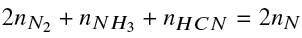 2n_{N_2} + n_{NH_3} + n_{HCN} = 2n_N